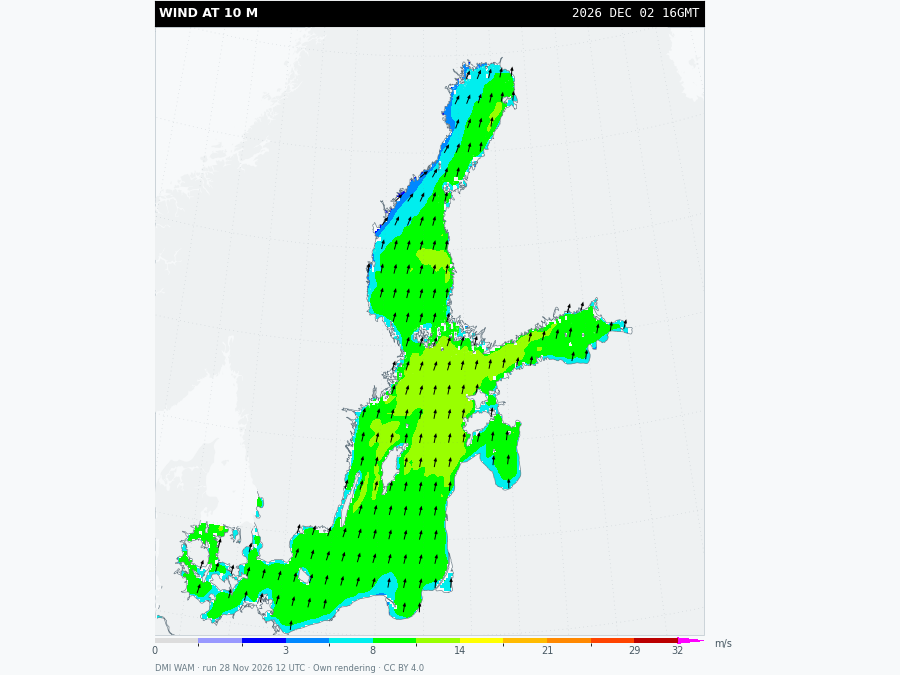 WIND AT 10 M
2026 DEC 02 16GMT
0 3 8 14 21 29 32 m/s
DMI WAM · run 28 Nov 2026 12 UTC · Own rendering · CC BY 4.0